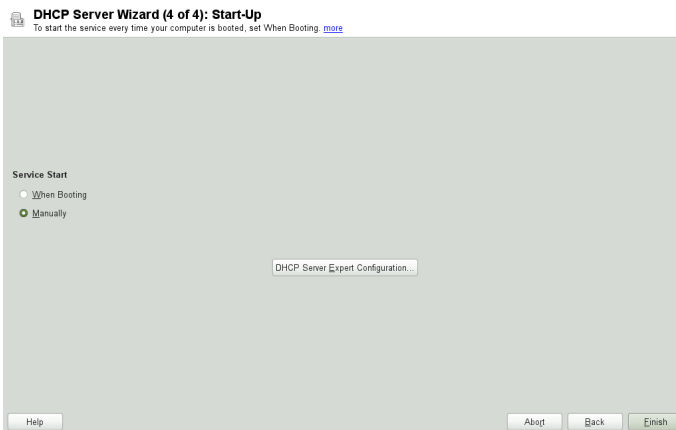 DHCP Server Wizard (4 of 4): Start-Up
To start the service every time your computer is booted, set When Booting. more
Service Start
When Booting
Manually
DHCP Server Expert Configuration...
Help
Abort
Back
Finish